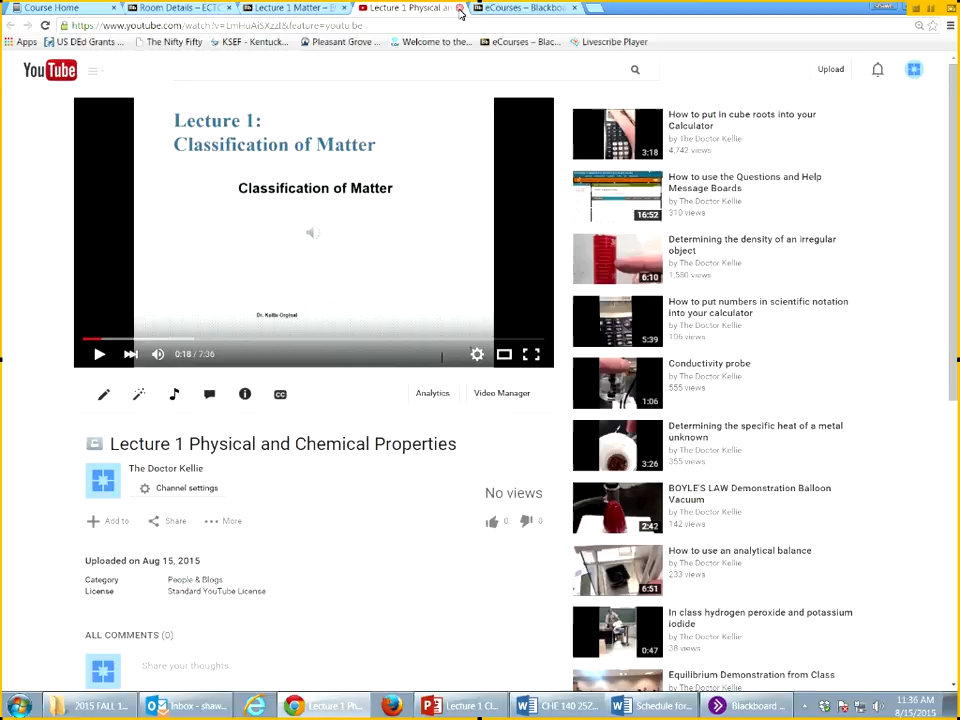 Course Home
Room Details – ECTC
Lecture 1 Matter –
Lecture 1 Physical a
eCourses – Blackboa
https://www.youtube.com/watch?v=LmHuAiSXzzI&feature=youtu.be
Apps
US DEd Grants ...
The Nifty Fifty
KSEF - Kentuck...
Pleasant Grove ...
Welcome to the...
eCourses – Blac...
Livescribe Player
YouTube
Upload
Lecture 1:
Classification of Matter
Classification of Matter
Dr. Kellie Orginal
0:18 / 7:36
Analytics
Video Manager
Lecture 1 Physical and Chemical Properties
The Doctor Kellie
Channel settings
No views
Add to
Share
More
0
0
Uploaded on Aug 15, 2015
Category
People & Blogs
License
Standard YouTube License
ALL COMMENTS (0)
Share your thoughts
How to put in cube roots into your
Calculator
by The Doctor Kellie
4,742 views
3:18
How to use the Questions and Help
Message Boards
by The Doctor Kellie
310 views
16:52
Determining the density of an irregular
object
by The Doctor Kellie
1,580 views
6:10
How to put numbers in scientific notation
into your calculator
by The Doctor Kellie
106 views
5:39
Conductivity probe
by The Doctor Kellie
555 views
1:06
Determining the specific heat of a metal
unknown
by The Doctor Kellie
355 views
3:26
BOYLE'S LAW Demonstration Balloon
Vacuum
by The Doctor Kellie
142 views
2:42
How to use an analytical balance
by The Doctor Kellie
233 views
6:51
In class hydrogen peroxide and potassium
iodide
by The Doctor Kellie
38 views
0:47
Equilibrium Demonstration from Class
by The Doctor Kellie
2015 FALL 1...
Inbox - shaw...
Lecture 1 Ph...
Lecture 1 Cl...
CHE 140 25Z...
Schedule for...
Blackboard ...
11:36 AM
8/15/2015